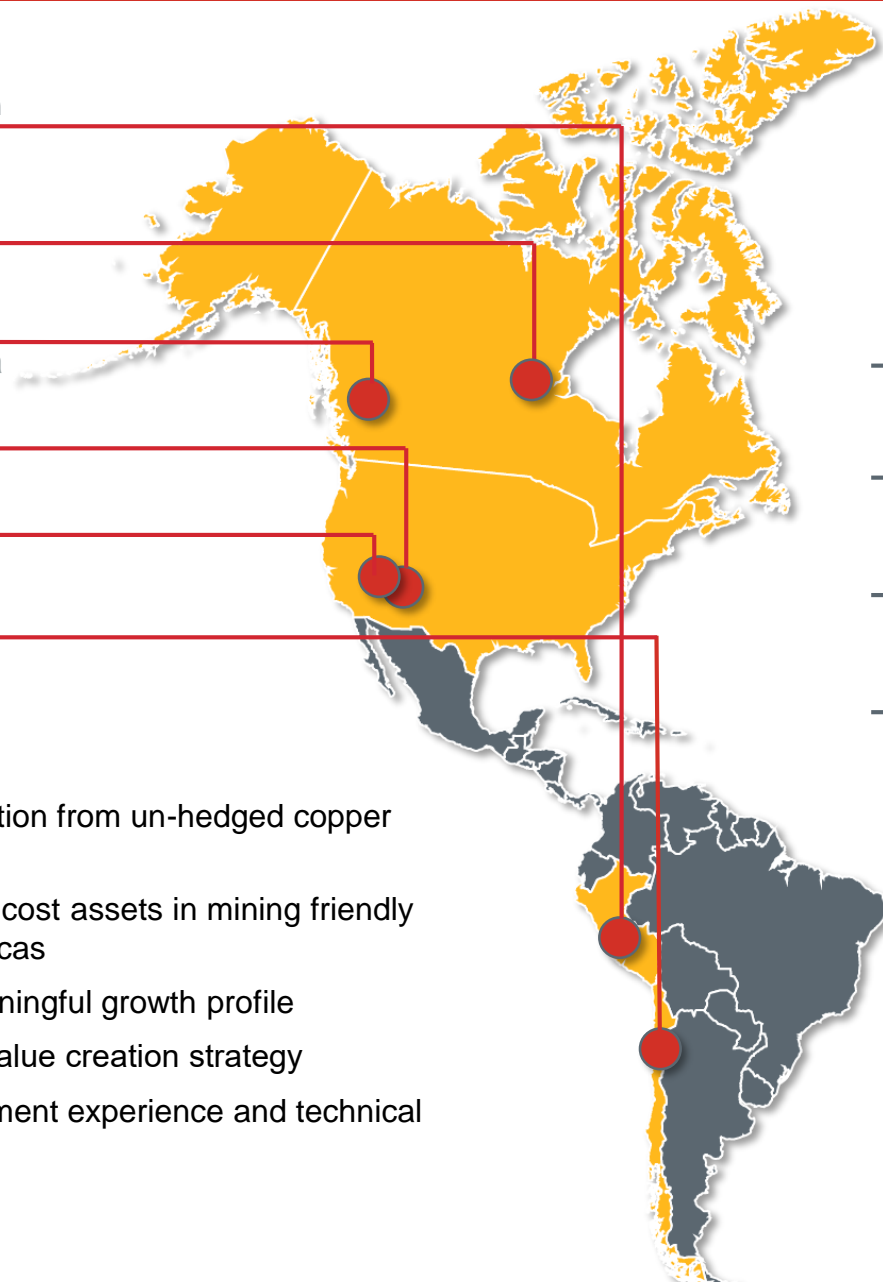 tion from un-hedged copper
cost assets in mining friendly
cas
ningful growth profile
alue creation strategy
ment experience and technical